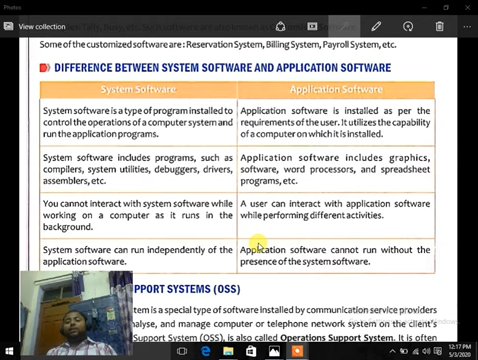 Photos
View collection
Some of the customized software are : Reservation System, Billing System, Payroll System, etc.
DIFFERENCE BETWEEN SYSTEM SOFTWARE AND APPLICATION SOFTWARE
System Software
Application Software
System software is a type of program installed to
control the operations of a computer system and
run the application programs.
Application software is installed as per the
requirements of the user. It utilizes the capability
of a computer on which it is installed.
System software includes programs, such as
compilers, system utilities, debuggers, drivers,
assemblers, etc.
Application software includes graphics,
software, word processors, and spreadsheet
programs, etc.
You cannot interact with system software
while working on a computer as it runs in the
background.
A user can interact with application software
while performing different activities.
System software can run independently of the
application software.
Application software cannot run without the
presence of the system software.
SUPPORT SYSTEMS (OSS)
is a special type of software installed by communication service providers
analyse, and manage computer or telephone network system on the client's
Support System (OSS), is also called Operations Support System. It is often
12:17 PM
5/3/2020